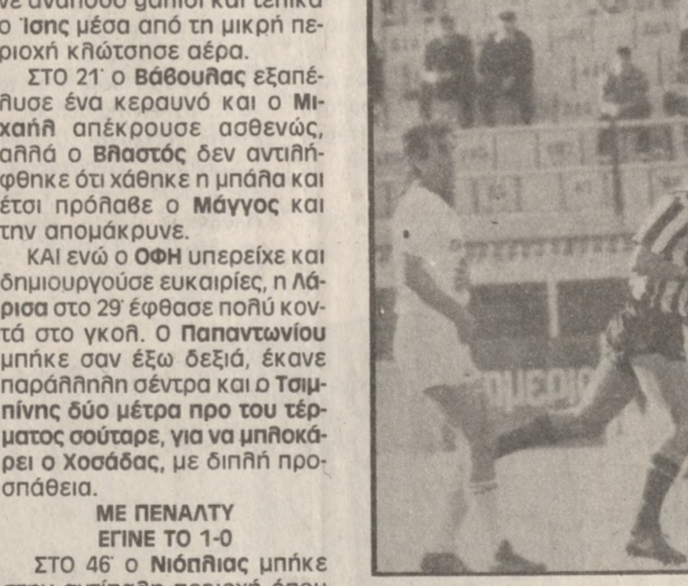 ο Ίσης μέσα από τη μικρή πε-
ριοχή κλώτσησε αέρα.
ΣΤΟ 21' ο Βάβουλας εξαπέ-
λυσε ένα κεραυνό και ο Μι-
χαήλ απέκρουσε ασθενώς,
αλλά ο Βλαστός δεν αντιλή-
φθηκε ότι χάθηκε η μπάλα και
έτσι πρόλαβε ο Μάγγος και
την απομάκρυνε.
ΚΑΙ ενώ ο ΟΦΗ υπερείχε και
δημιουργούσε ευκαιρίες, η Λά-
ρισα στο 29' έφθασε πολύ κον-
τά στο γκολ. Ο Παπαντωνίου
μπήκε σαν έξω δεξιά, έκανε
παράλληλη σέντρα και ο Τσιμ-
πίνης δύο μέτρα προ του τέρ-
ματος σούταρε, για να μπλοκά-
ρει ο Χοσάδας, με διπλή προ-
σπάθεια.
ΜΕ ΠΕΝΑΛΤΥ
ΕΓΙΝΕ ΤΟ 1-0
ΣΤΟ 46' ο Νιόπλιας μπήκε